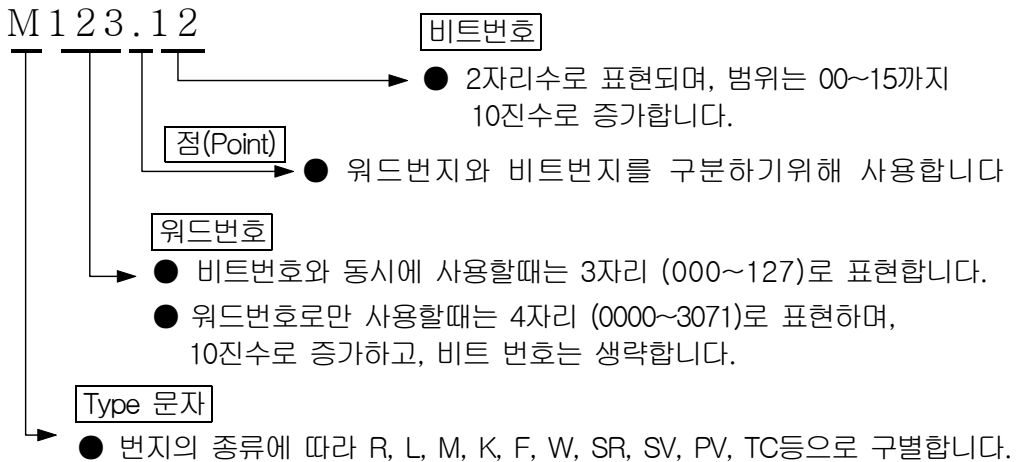 M123.12
비트번호
● 2자리수로 표현되며, 범위는 00~15까지
10진수로 증가합니다.
점(Point)
● 워드번지와 비트번지를 구분하기위해 사용합니다
워드번호
● 비트번호와 동시에 사용할때는 3자리 (000~127)로 표현합니다.
● 워드번호로만 사용할때는 4자리 (0000~3071)로 표현하며,
10진수로 증가하고, 비트 번호는 생략합니다.
Type 문자
● 번지의 종류에 따라 R, L, M, K, F, W, SR, SV, PV, TC등으로 구별합니다.